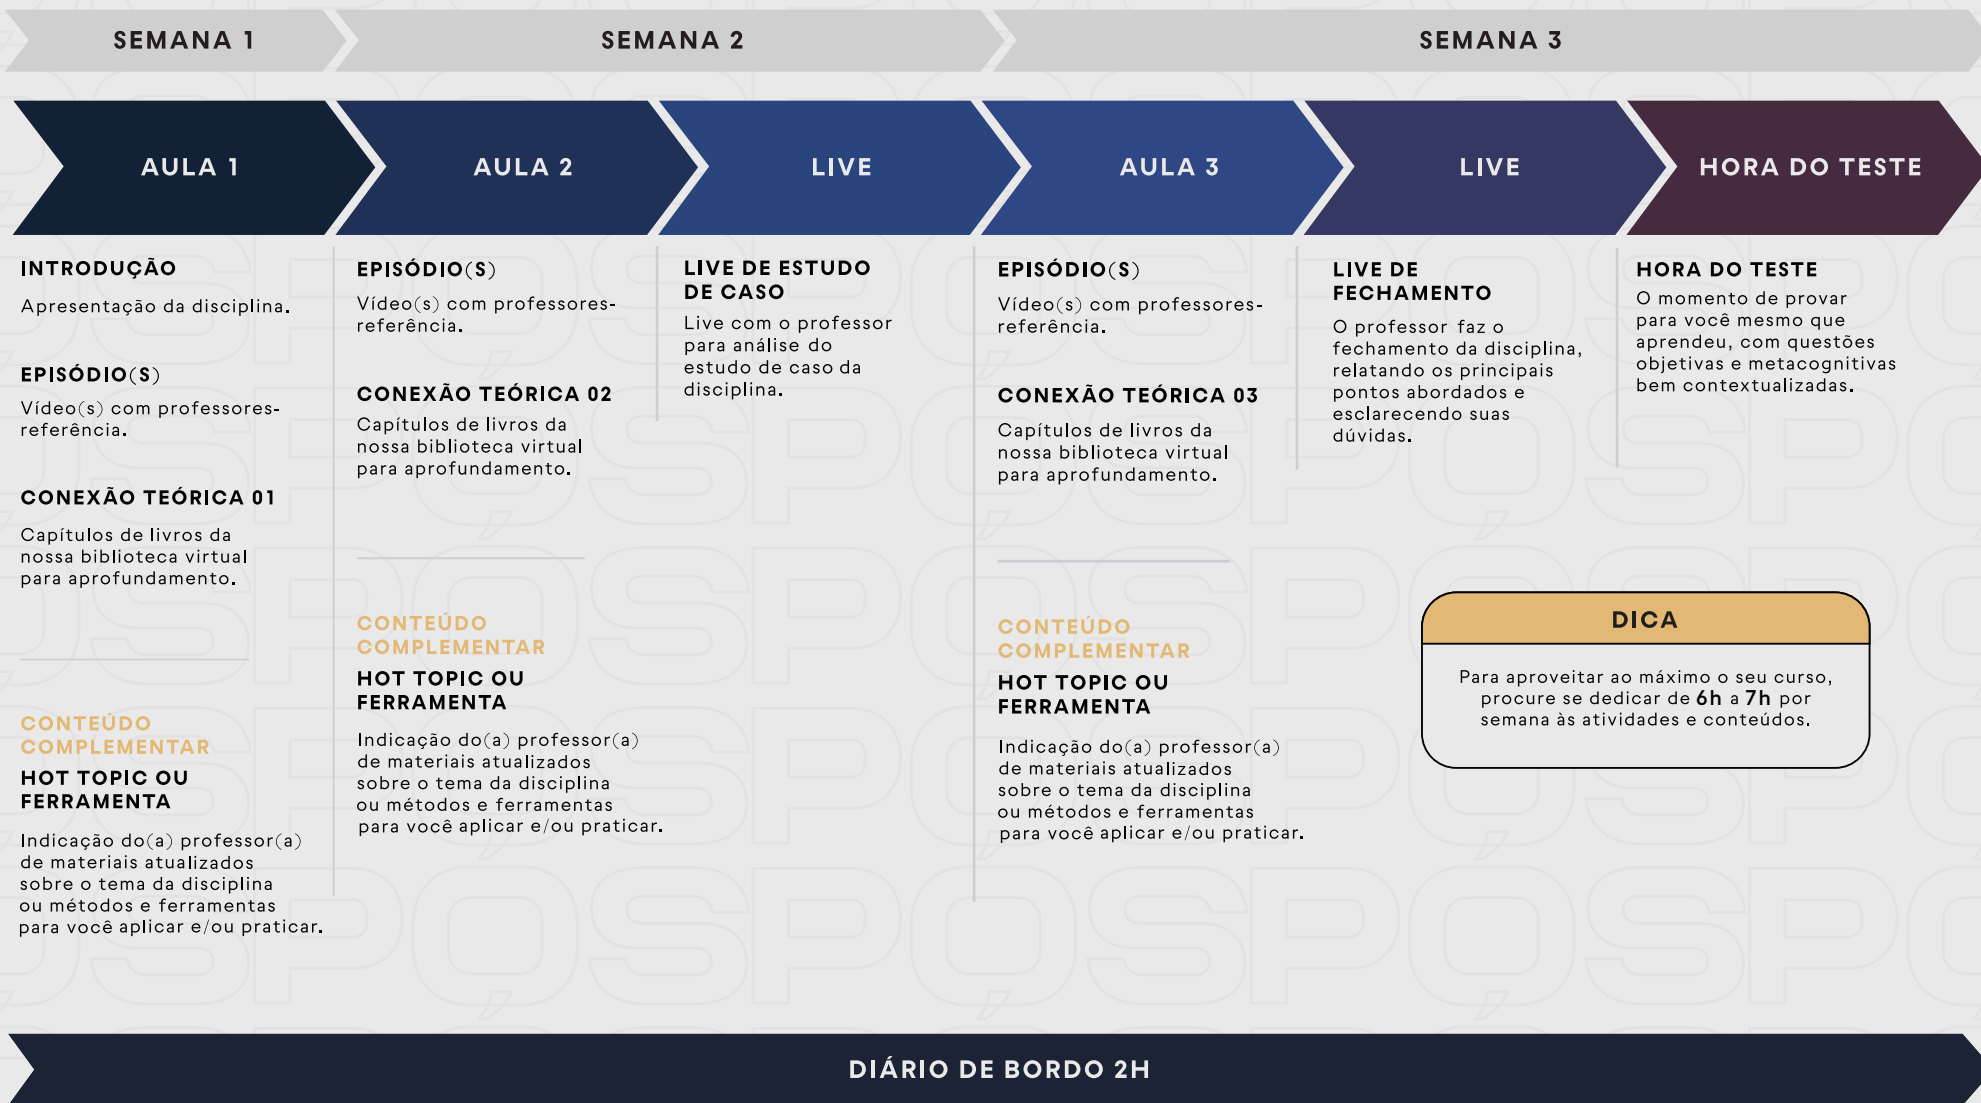 SEMANA 1
SEMANA 2
SEMANA 3
AULA 1
AULA 2
LIVE
AULA 3
LIVE
HORA DO TESTE
INTRODUÇÃO
Apresentação da disciplina.
EPISÓDIO(S)
Vídeo(s) com professores-
referência.
CONEXÃO TEÓRICA 01
Capítulos de livros da
nossa biblioteca virtual
para aprofundamento.
CONTEÚDO
COMPLEMENTAR
HOT TOPIC OU
FERRAMENTA
Indicação do(a) professor(a)
de materiais atualizados
sobre o tema da disciplina
ou métodos e ferramentas
para você aplicar e/ou praticar.
EPISÓDIO(S)
Vídeo(s) com professores-
referência.
CONEXÃO TEÓRICA 02
Capítulos de livros da
nossa biblioteca virtual
para aprofundamento.
CONTEÚDO
COMPLEMENTAR
HOT TOPIC OU
FERRAMENTA
Indicação do(a) professor(a)
de materiais atualizados
sobre o tema da disciplina
ou métodos e ferramentas
para você aplicar e/ou praticar.
LIVE DE ESTUDO
DE CASO
Live com o professor
para análise do
estudo de caso da
disciplina.
EPISÓDIO(S)
Vídeo(s) com professores-
referência.
CONEXÃO TEÓRICA 03
Capítulos de livros da
nossa biblioteca virtual
para aprofundamento.
CONTEÚDO
COMPLEMENTAR
HOT TOPIC OU
FERRAMENTA
Indicação do(a) professor(a)
de materiais atualizados
sobre o tema da disciplina
ou métodos e ferramentas
para você aplicar e/ou praticar.
LIVE DE
FECHAMENTO
O professor faz o
fechamento da disciplina,
relatando os principais
pontos abordados e
esclarecendo suas
dúvidas.
HORA DO TESTE
O momento de provar
para você mesmo que
aprendeu, com questões
objetivas e metacognitivas
bem contextualizadas.
DICA
Para aproveitar ao máximo o seu curso,
procure se dedicar de 6h a 7h por
semana às atividades e conteúdos.
DIÁRIO DE BORDO 2H